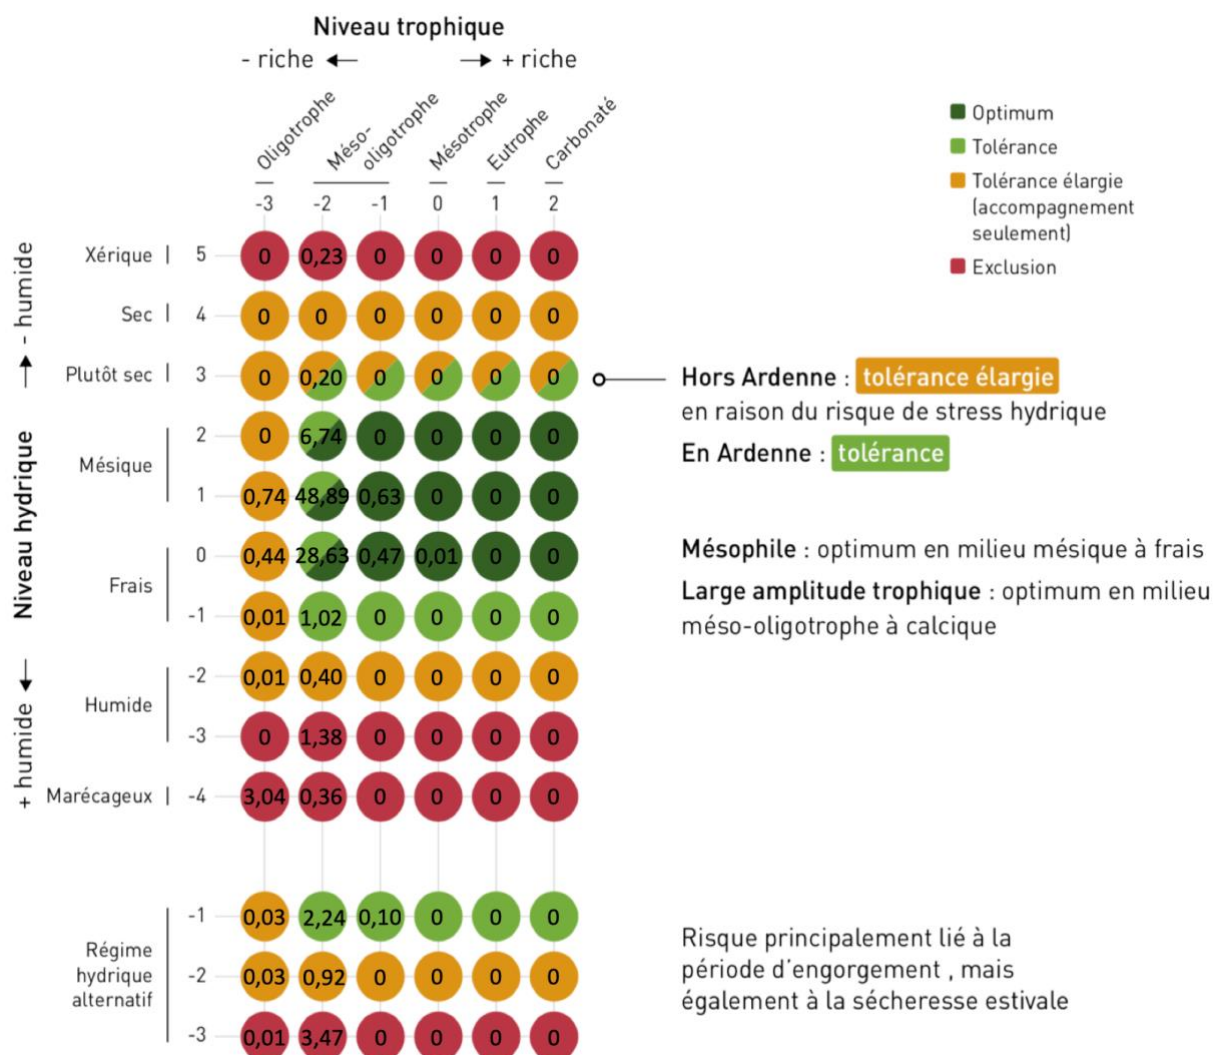 Niveau trophique
- riche ← → + riche
Oligotrophe
Méso-
oligotrophe
Mésotrophe
Eutrophe
Carbonaté
-3 -2 -1 0 1 2
Optimum
Tolérance
Tolérance élargie
(accompagnement
seulement)
Exclusion
Niveau hydrique
→ - humide
+ humide ←
Xérique 5 0 0,23 0 0 0 0
Sec 4 0 0 0 0 0 0
Plutôt sec 3 0 0,20 0 0 0 0
Mésique
2 0 6,74 0 0 0 0
1 0,74 48,89 0,63 0 0 0
Frais
0 0,44 28,63 0,47 0,01 0 0
-1 0,01 1,02 0 0 0 0
Humide
-2 0,01 0,40 0 0 0 0
-3 0 1,38 0 0 0 0
Marécageux -4 3,04 0,36 0 0 0 0
Régime
hydrique
alternatif
-1 0,03 2,24 0,10 0 0 0
-2 0,03 0,92 0 0 0 0
-3 0,01 3,47 0 0 0 0
Hors Ardenne : tolérance élargie
en raison du risque de stress hydrique
En Ardenne : tolérance
Mésophile : optimum en milieu mésique à frais
Large amplitude trophique : optimum en milieu
méso-oligotrophe à calcique
Risque principalement lié à la
période d'engorgement , mais
également à la sécheresse estivale